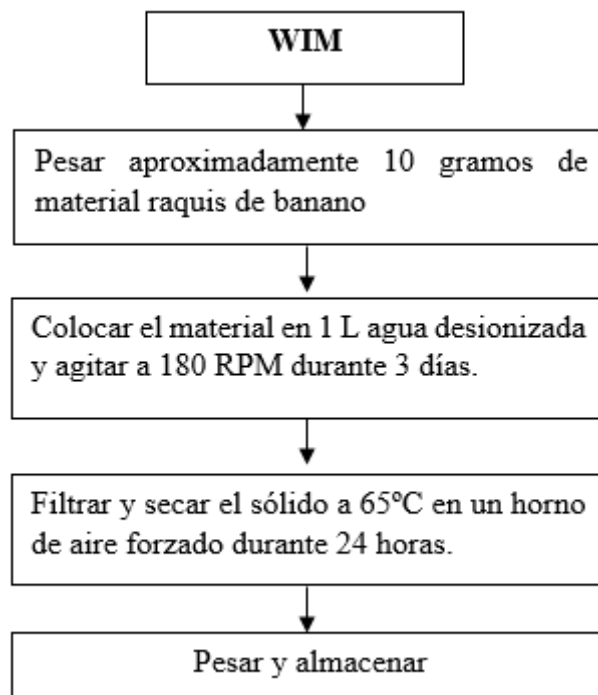 WIM
Pesar aproximadamente 10 gramos de
material raquis de banano
Colocar el material en 1 L agua desionizada
y agitar a 180 RPM durante 3 días.
Filtrar y secar el sólido a 65ºC en un horno
de aire forzado durante 24 horas.
Pesar y almacenar